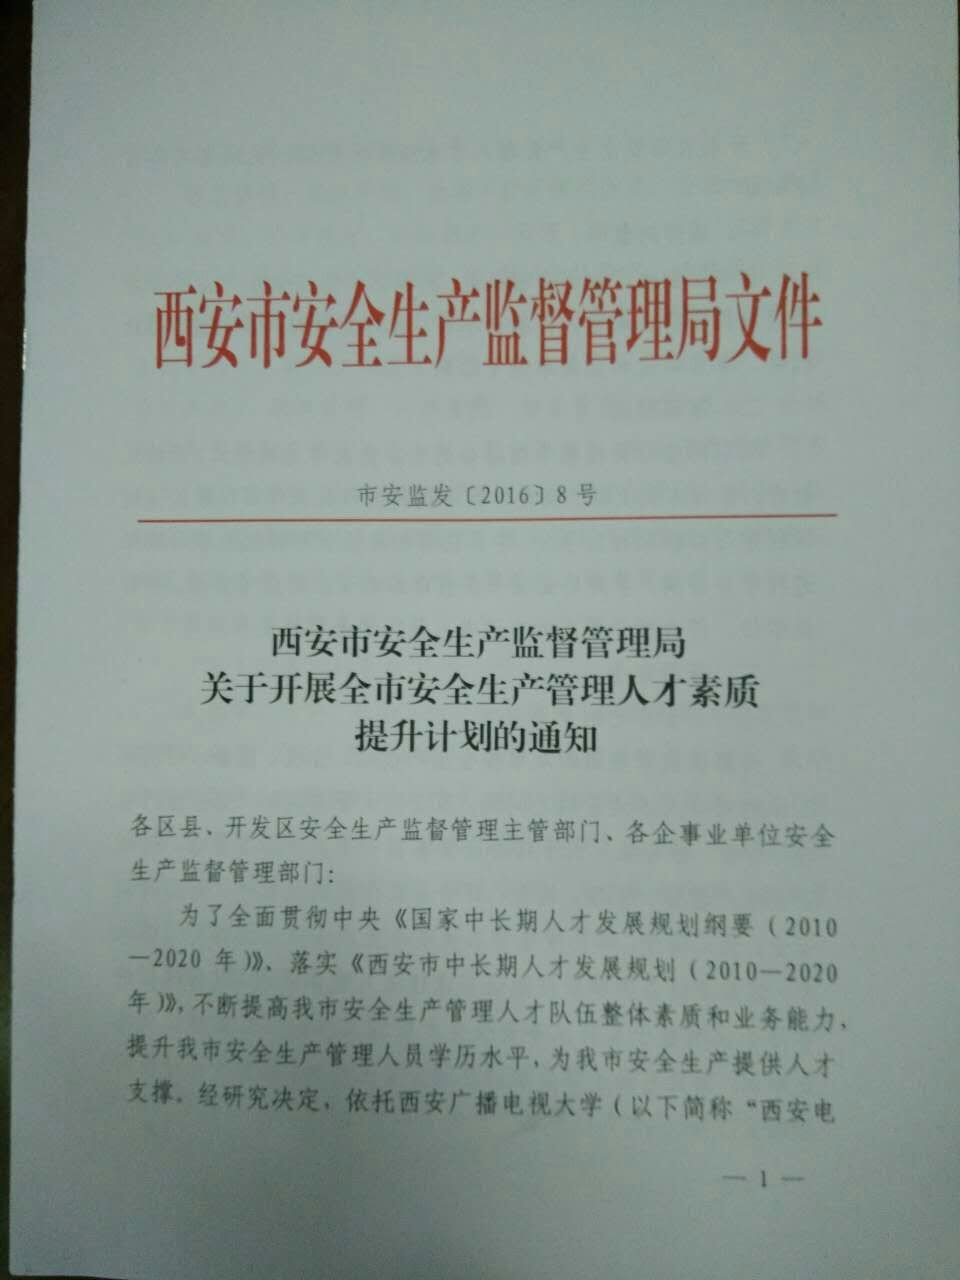 西安市安全生产监督管理局文件
市安监发〔2016〕8号
西安市安全生产监督管理局
关于开展全市安全生产管理人才素质
提升计划的通知
各区县、开发区安全生产监督管理主管部门、各企事业单位安全
生产监督管理部门:
为了全面贯彻中央《国家中长期人才发展规划纲要（2010
—2020 年)》、落实《西安市中长期人才发展规划（2010—2020
年)》,不断提高我市安全生产管理人才队伍整体素质和业务能力,
提升我市安全生产管理人员学历水平,为我市安全生产提供人才
支撑。经研究决定,依托西安广播电视大学（以下简称“西安电
— 1 —